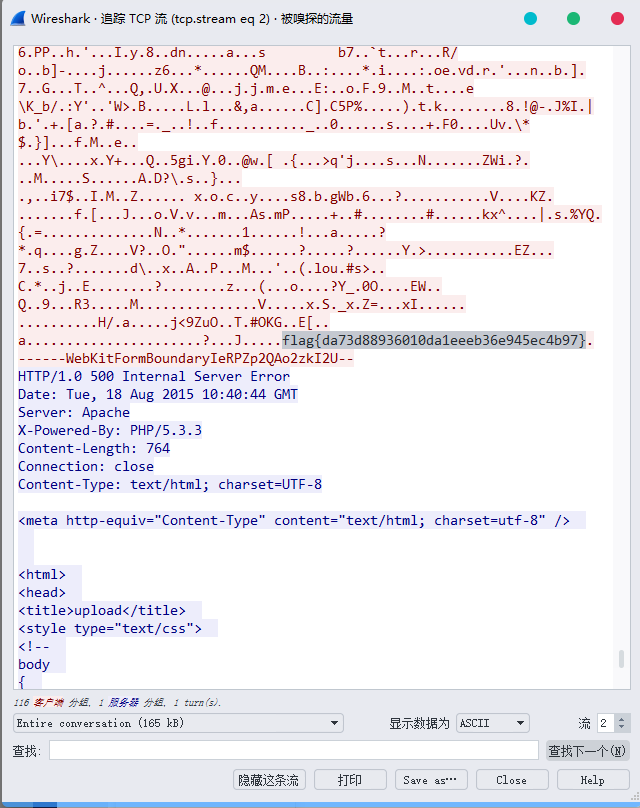 Wireshark · 追踪 TCP 流 (tcp.stream eq 2) · 被嗅探的流量
6.PP..h.'...I.y.8..dn.....a...s b7..`t...r...R/
o..b]-....j......z6...*......QM....B..:....*.i....:.oe.vd.r.'...n..b.].
7..G...T..^...Q,.U.X...@...j.j.m.e...E:..o.F.9..M..t....e
\K_b/.:Y'..'W>.B.....L.l...&,a......C].C5P%.....).t.k........8.!@-.J%I.|
b.'.+.[a.?.#....=._..!..f..........._..0......s....+.F0....Uv.\*
$.}]...f.M..e..
...Y\....x.Y+...Q..5gi.Y.0..@w.[ .{...>q'j....s...N.......ZWi.?.
..M.....S......A.D?\.s..}...
.,..i7$..I.M..Z...... x.o.c..y....s8.b.gWb.6...?...........V....KZ.
.......f.[...J...o.V.v...m...As.mP.....+..#........#......kx^....|.s.%YQ.
{.=..............N..*.......1......!...a.....?
*.q....g.Z....V?..O."......m$......?......?......Y.>...........EZ...
7..s..?.......d\..x..A..P...M...'..(.lou.#s>..
C.*..j..E........?........z...(...o....?Y_.0O....EW..
Q..9...R3.....M...............V.....x.S._x.Z=...xI......
..........H/.a.....j<9ZuO..T.#OKG..E[..
a......................?...J.....flag{da73d88936010da1eeeb36e945ec4b97}.
------WebKitFormBoundaryIeRPZp2QAo2zkI2U--
HTTP/1.0 500 Internal Server Error
Date: Tue, 18 Aug 2015 10:40:44 GMT
Server: Apache
X-Powered-By: PHP/5.3.3
Content-Length: 764
Connection: close
Content-Type: text/html; charset=UTF-8
<meta http-equiv="Content-Type" content="text/html; charset=utf-8" />
<html>
<head>
<title>upload</title>
<style type="text/css">
<!--
body
{
116 客户端 分组, 1 服务器 分组, 1 turn(s).
Entire conversation (165 kB) 显示数据为 ASCII 流 2
查找: 查找下一个(N)
隐藏这条流 打印 Save as… Close Help